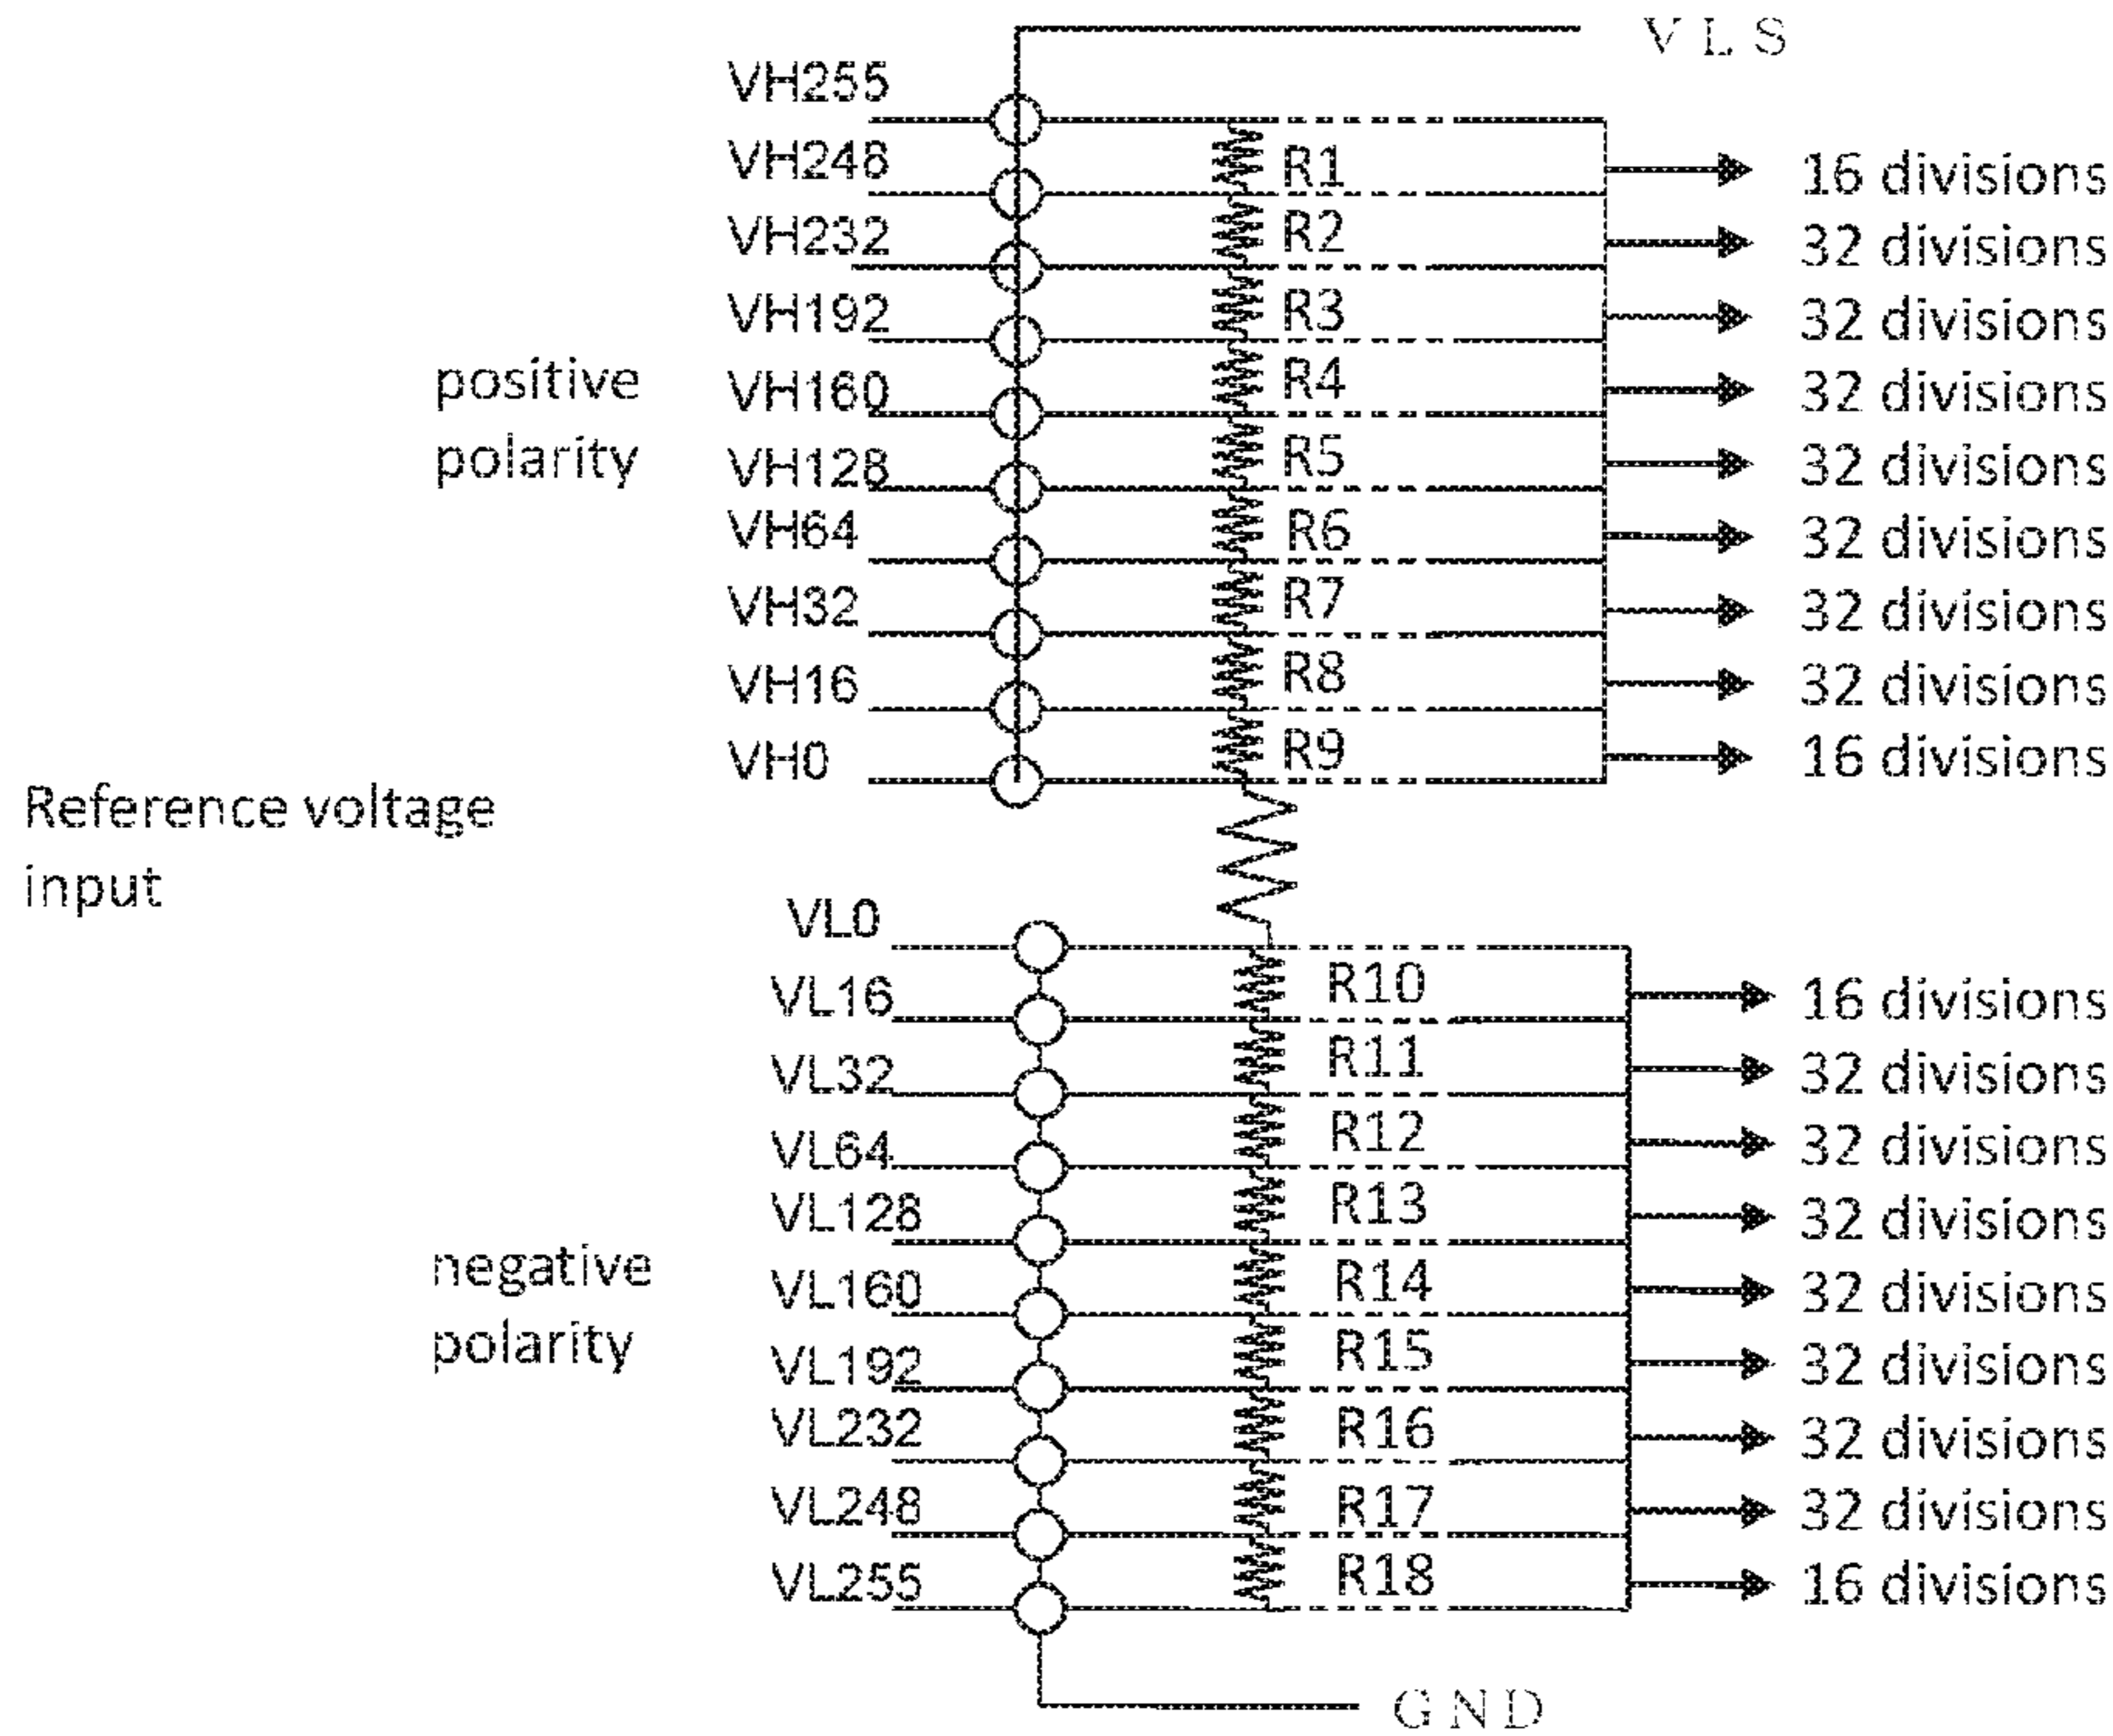 VLS
VH255
VH248
R1
16 divisions
VH232
R2
32 divisions
VH192
R3
32 divisions
positive
polarity
VH160
R4
32 divisions
VH128
R5
32 divisions
VH64
R6
32 divisions
VH32
R7
32 divisions
VH16
R8
32 divisions
VH0
R9
16 divisions
Reference voltage
input
VL0
VL16
R10
16 divisions
VL32
R11
32 divisions
VL64
R12
32 divisions
VL128
R13
32 divisions
negative
polarity
VL160
R14
32 divisions
VL192
R15
32 divisions
VL232
R16
32 divisions
VL248
R17
32 divisions
VL255
R18
16 divisions
GND